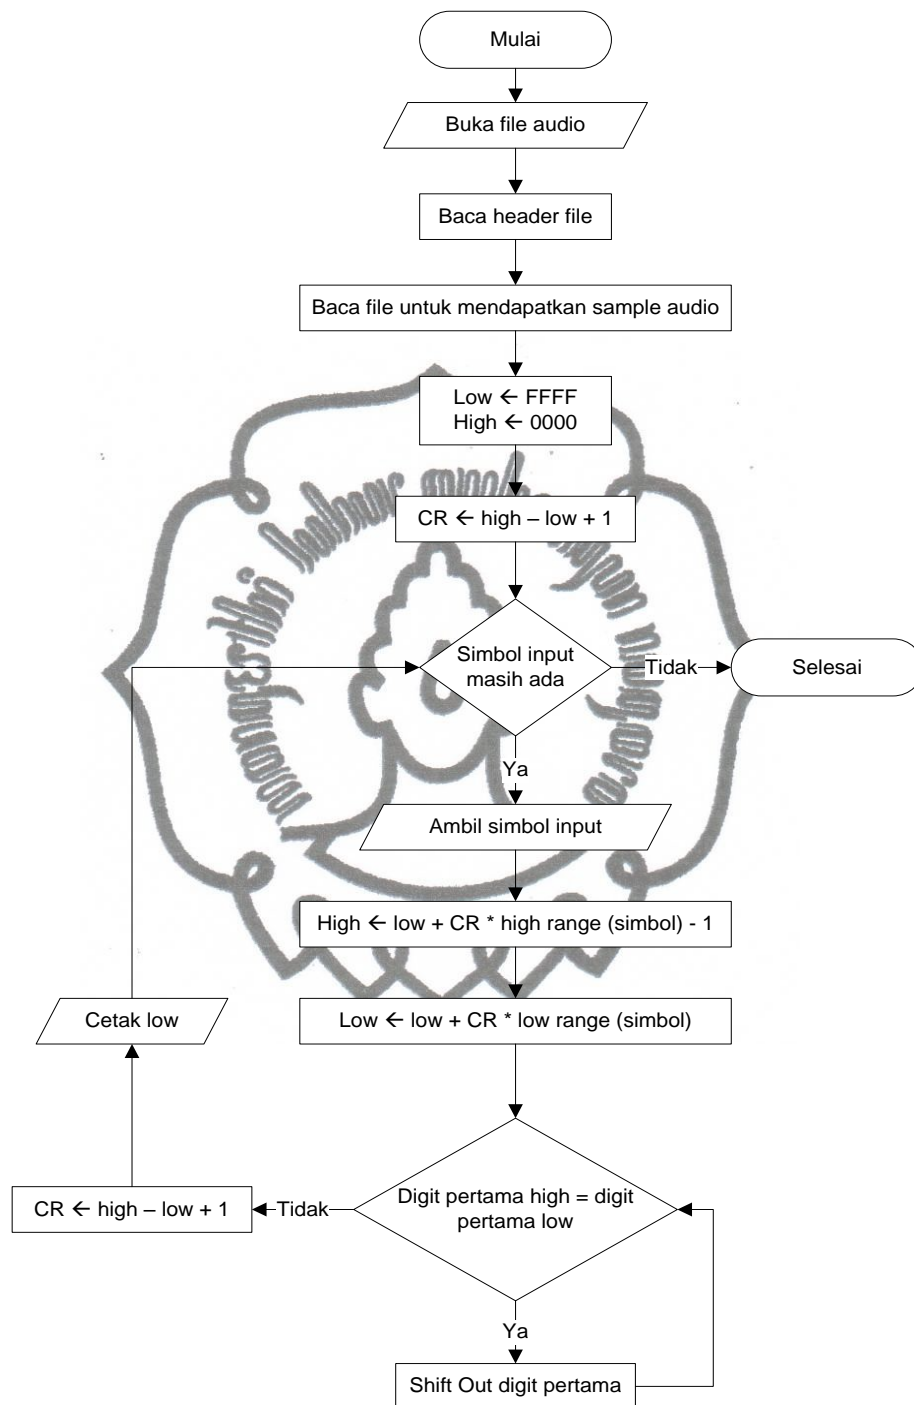 Mulai
Buka file audio
Baca header file
Baca file untuk mendapatkan sample audio
Low ← FFFF
High ← 0000
CR ← high – low + 1
Simbol input
masih ada
Tidak
Selesai
Ya
Ambil simbol input
High ← low + CR * high range (simbol) - 1
Cetak low
Low ← low + CR * low range (simbol)
Digit pertama high = digit
pertama low
Tidak
CR ← high – low + 1
Ya
Shift Out digit pertama